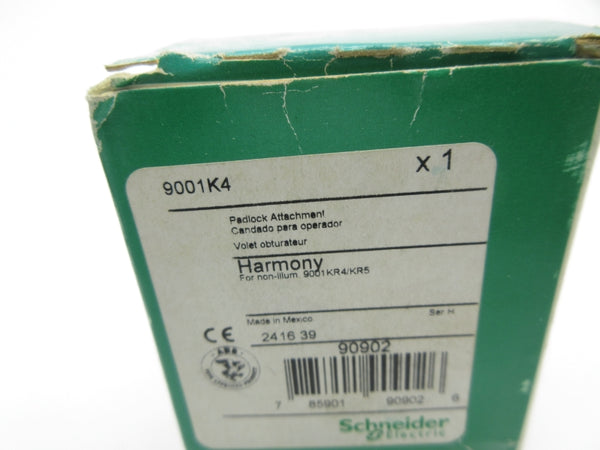 9001K4
x 1
Padlock Attachment
Candado para operador
Volet obturateur
Harmony
For non-illum. 9001KR4/KR5
Made in Mexico
Ser H
CE
2416 39
90902
7 85901 90902 6
Schneider
Electric